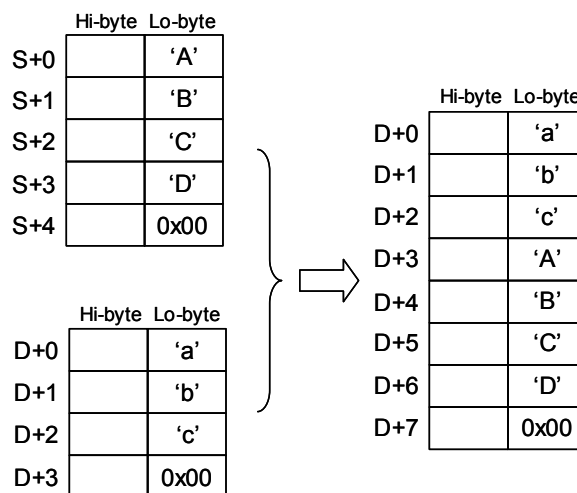 Hi-byte Lo-byte
S+0 ‘A’
S+1 ‘B’
S+2 ‘C’
S+3 ‘D’
S+4 0x00
Hi-byte Lo-byte
D+0 ‘a’
D+1 ‘b’
D+2 ‘c’
D+3 0x00
Hi-byte Lo-byte
D+0 ‘a’
D+1 ‘b’
D+2 ‘c’
D+3 ‘A’
D+4 ‘B’
D+5 ‘C’
D+6 ‘D’
D+7 0x00